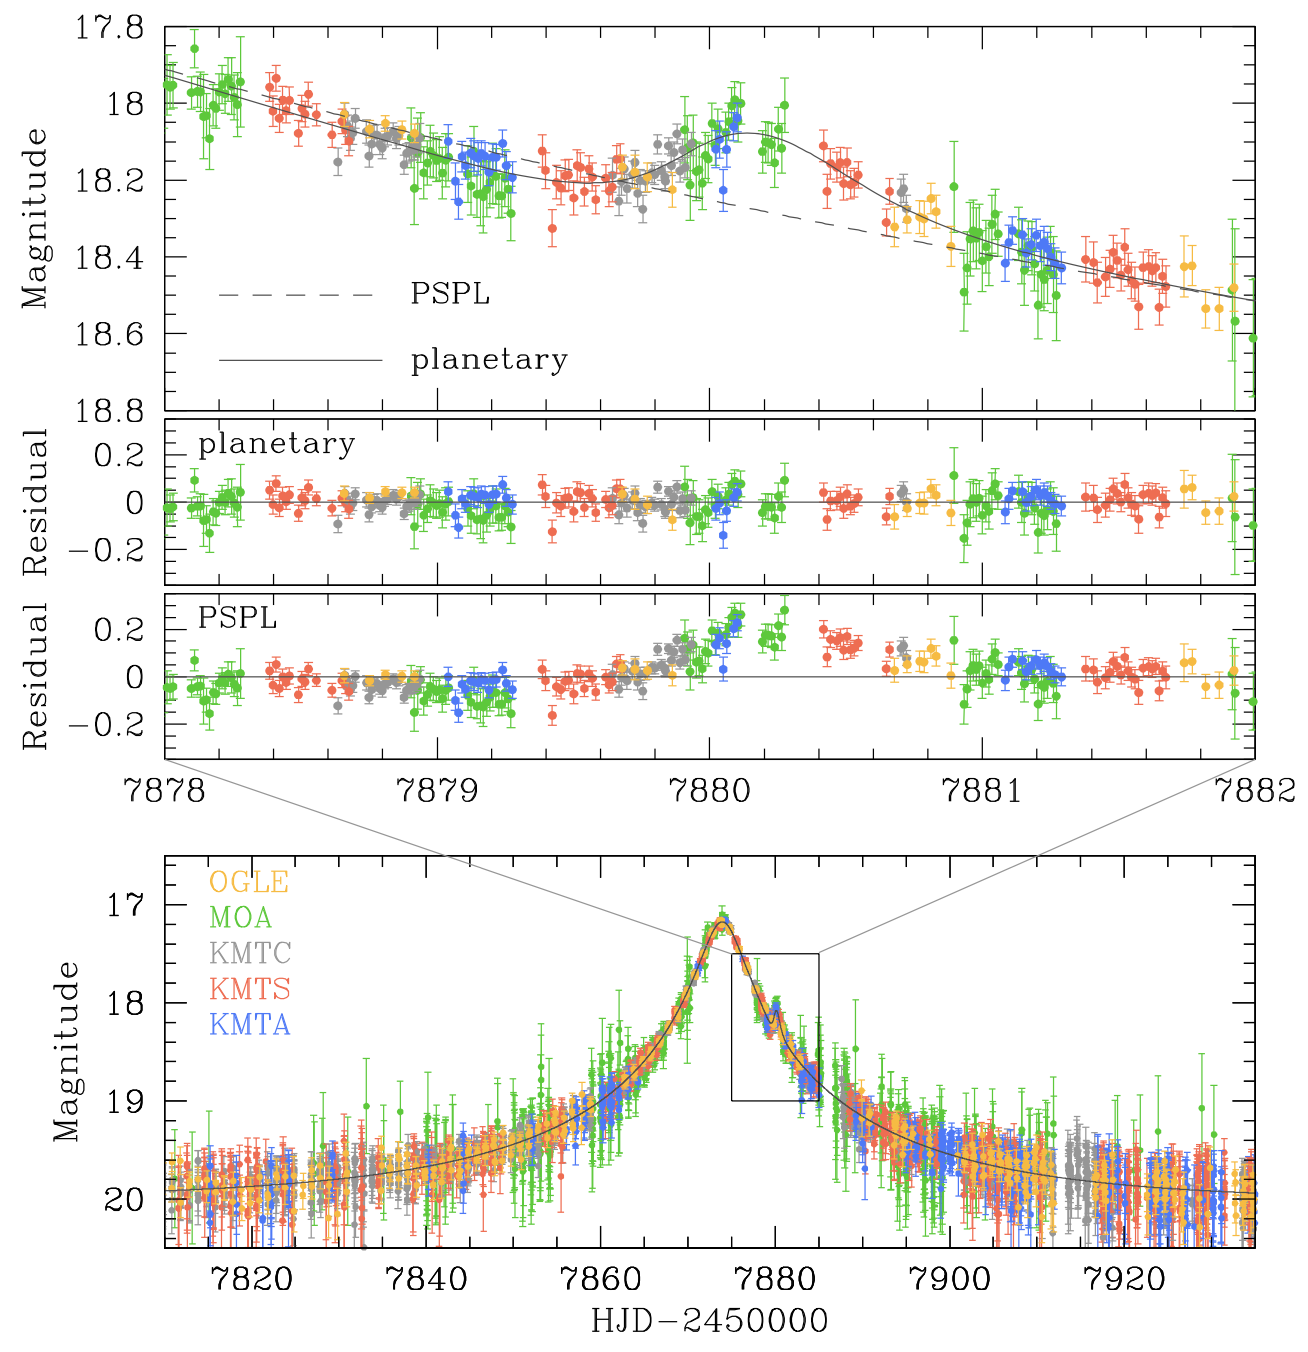 17.8
18
18.2
18.4
18.6
18.8
Magnitude
PSPL
planetary
planetary
0.2
0
−0.2
Residual
PSPL
0.2
0
−0.2
Residual
7878 7879 7880 7881 7882
OGLE
MOA
KMTC
KMTS
KMTA
17
18
19
20
Magnitude
7820 7840 7860 7880 7900 7920
HJD−2450000